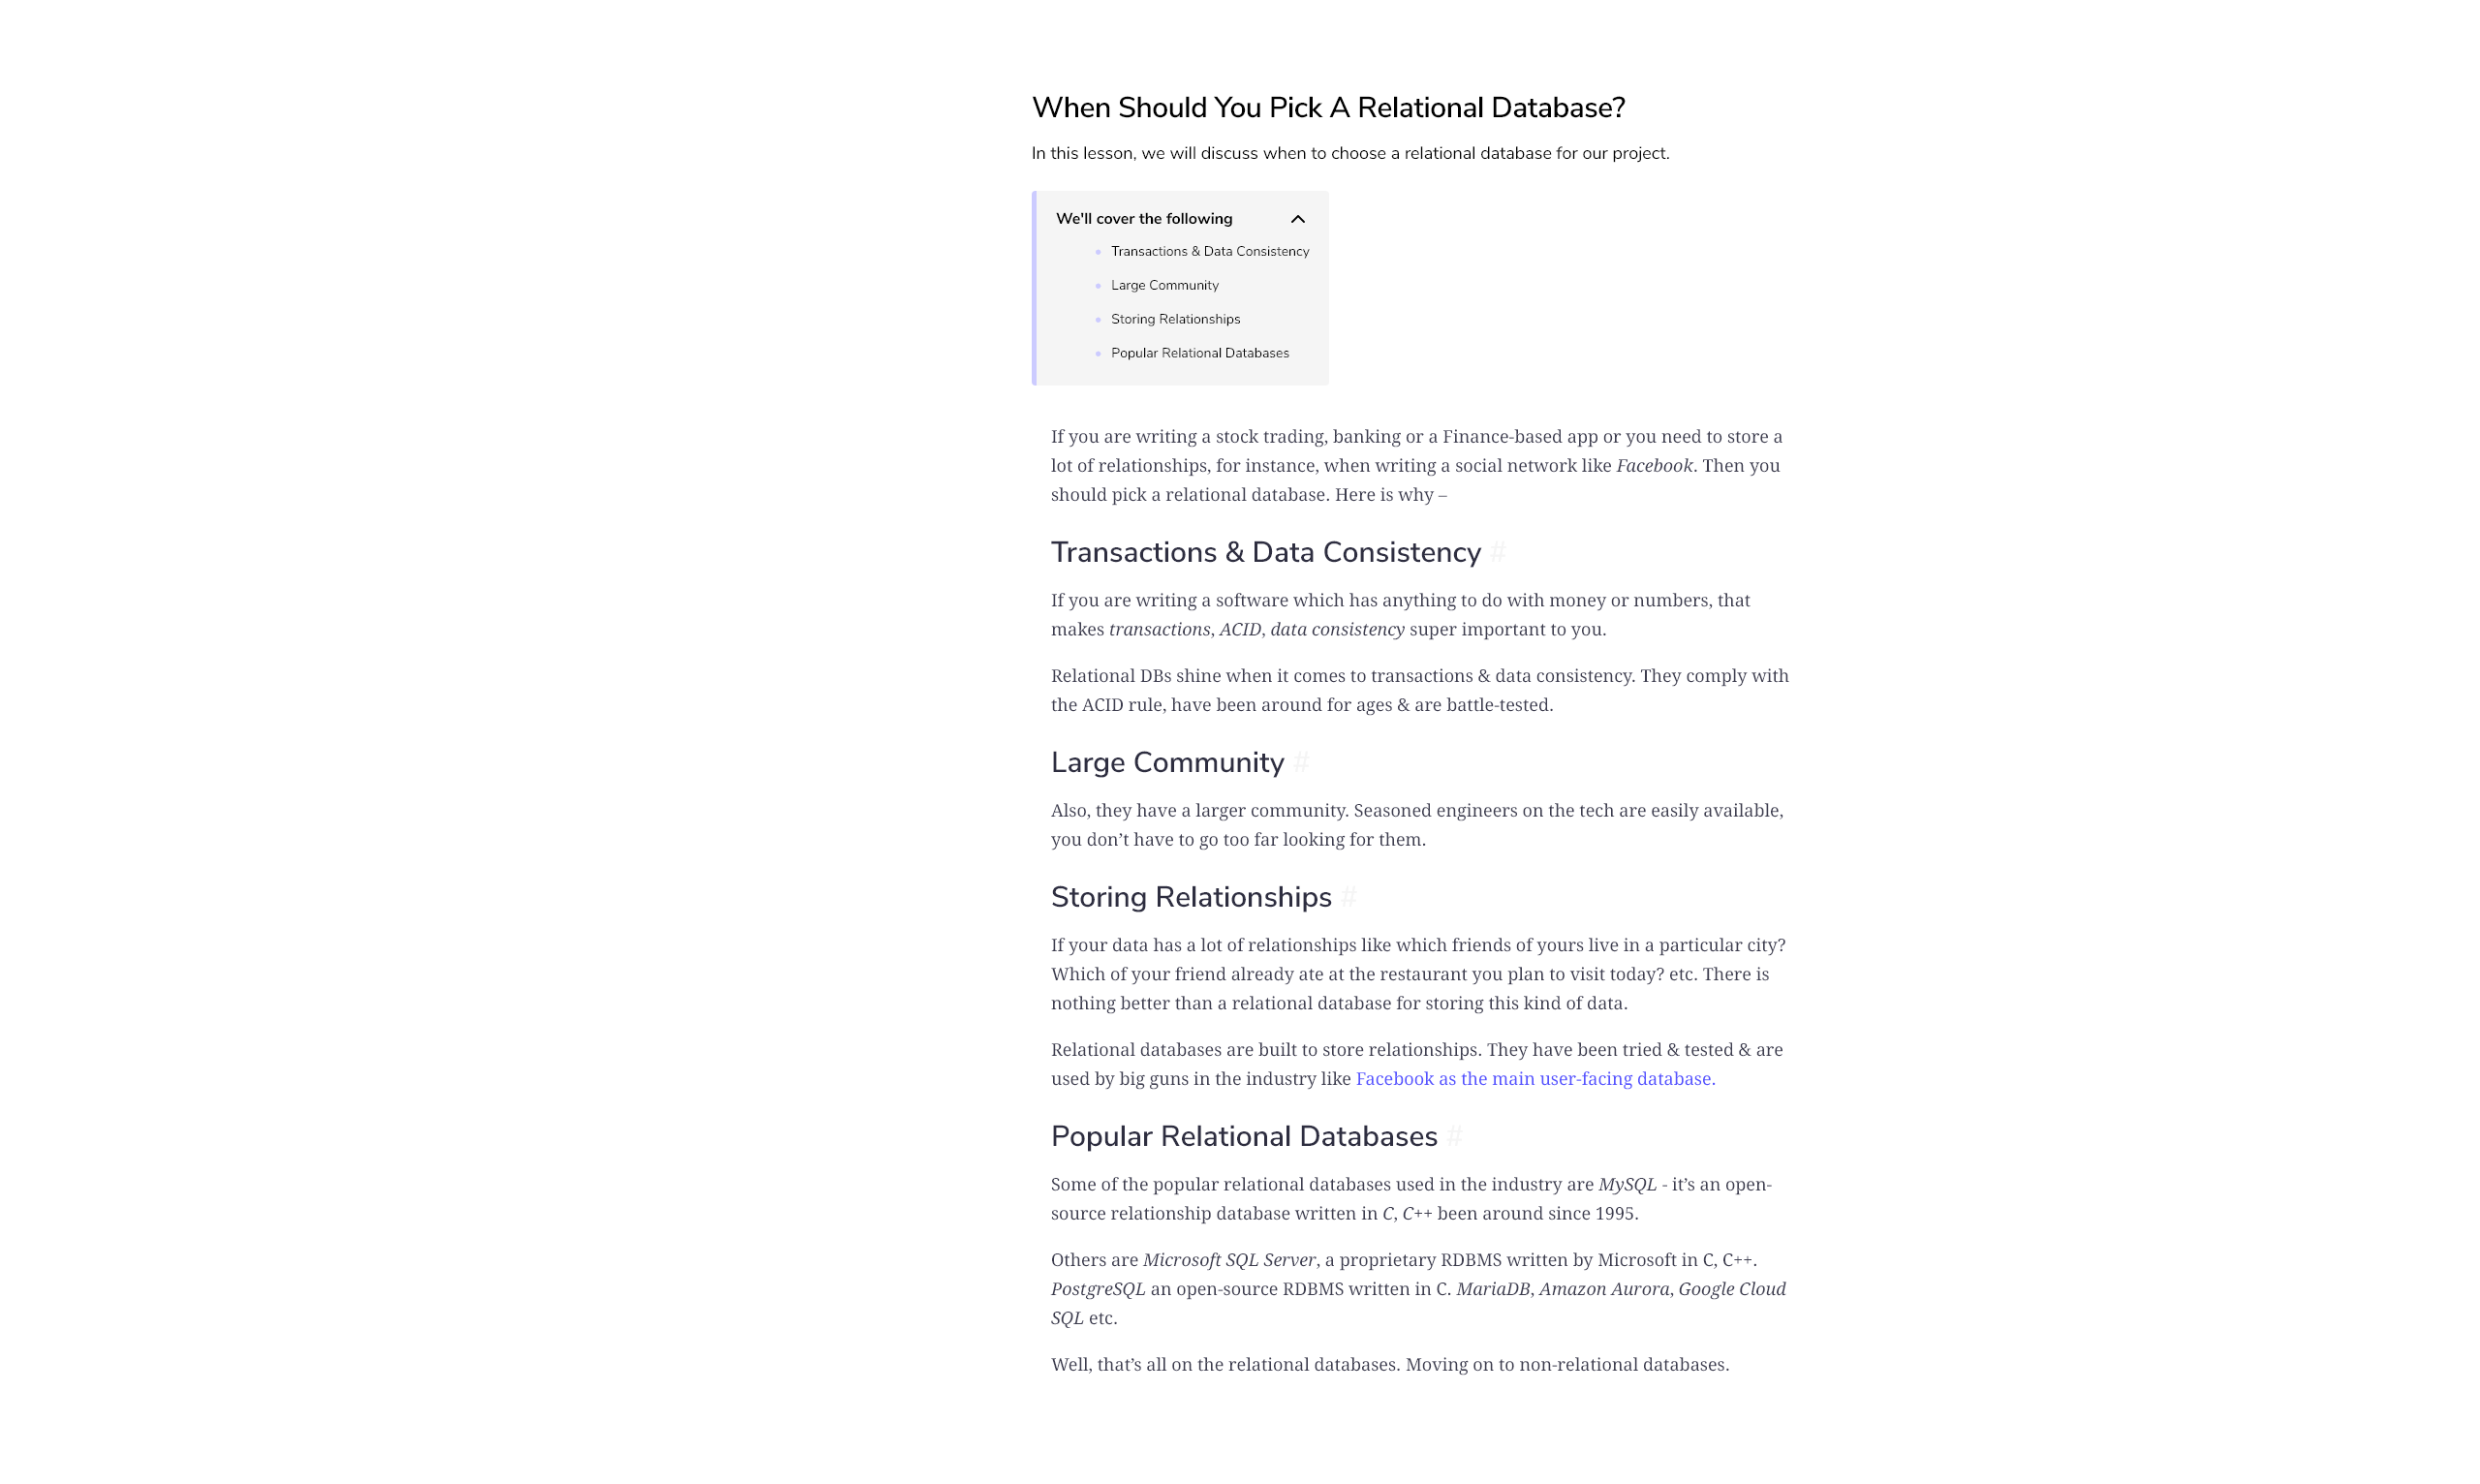 When Should You Pick A Relational Database?
In this lesson, we will discuss when to choose a relational database for our project.
We'll cover the following
Transactions & Data Consistency
Large Community
Storing Relationships
Popular Relational Databases
If you are writing a stock trading, banking or a Finance-based app or you need to store a
lot of relationships, for instance, when writing a social network like Facebook. Then you
should pick a relational database. Here is why –
Transactions & Data Consistency #
If you are writing a software which has anything to do with money or numbers, that
makes transactions, ACID, data consistency super important to you.
Relational DBs shine when it comes to transactions & data consistency. They comply with
the ACID rule, have been around for ages & are battle-tested.
Large Community #
Also, they have a larger community. Seasoned engineers on the tech are easily available,
you don’t have to go too far looking for them.
Storing Relationships #
If your data has a lot of relationships like which friends of yours live in a particular city?
Which of your friend already ate at the restaurant you plan to visit today? etc. There is
nothing better than a relational database for storing this kind of data.
Relational databases are built to store relationships. They have been tried & tested & are
used by big guns in the industry like Facebook as the main user-facing database.
Popular Relational Databases #
Some of the popular relational databases used in the industry are MySQL - it’s an open-
source relationship database written in C, C++ been around since 1995.
Others are Microsoft SQL Server, a proprietary RDBMS written by Microsoft in C, C++.
PostgreSQL an open-source RDBMS written in C. MariaDB, Amazon Aurora, Google Cloud
SQL etc.
Well, that’s all on the relational databases. Moving on to non-relational databases.